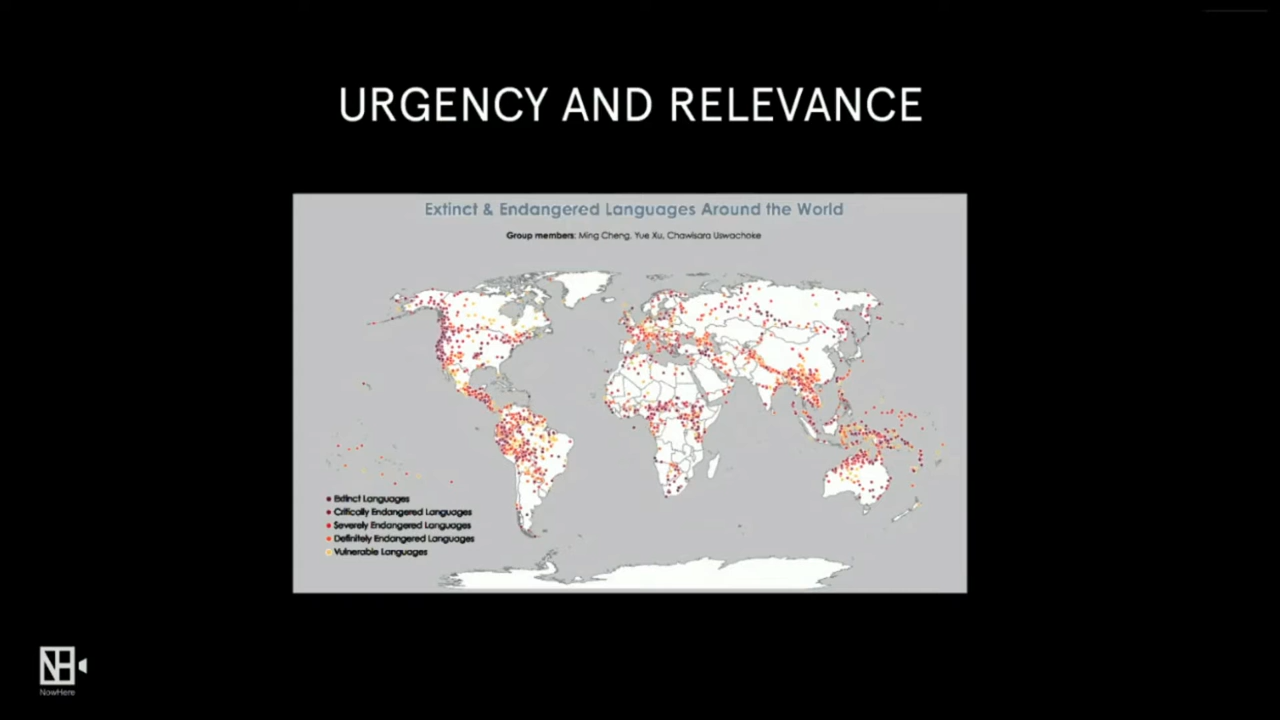 URGENCY AND RELEVANCE
Extinct & Endangered Languages Around the World
Group members: Ming Cheng, Yue Xu, Chawisara Uswachoke
Extinct Languages
Critically Endangered Languages
Severely Endangered Languages
Definitely Endangered Languages
Vulnerable Languages
NH
NowHere